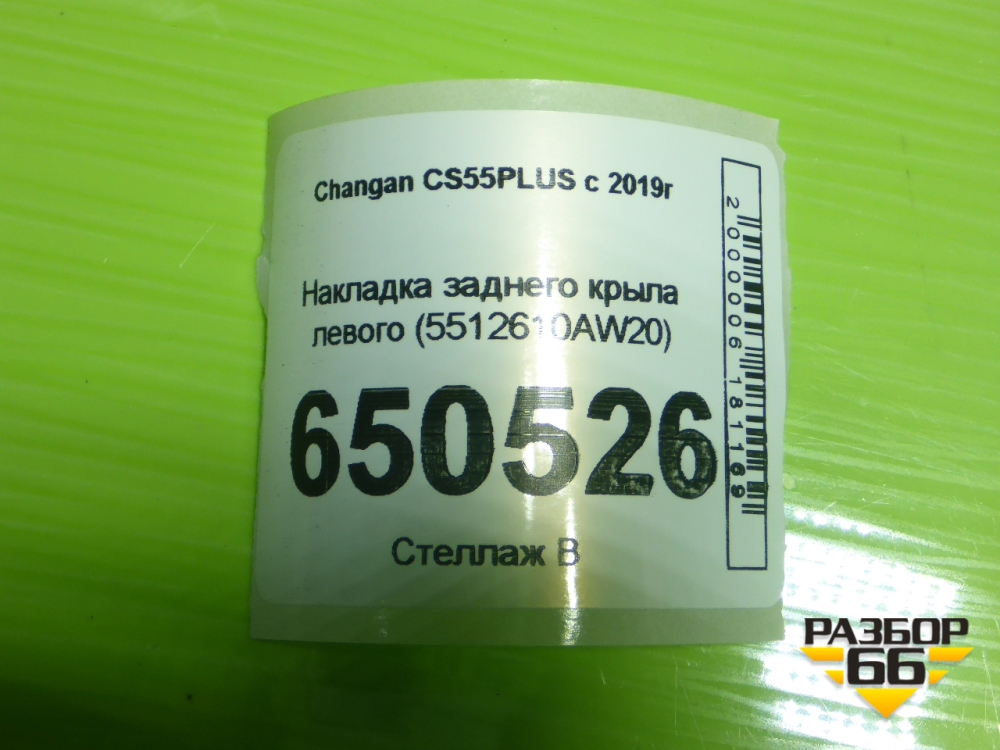 Changan CS55PLUS с 2019г
Накладка заднего крыла
левого (5512610AW20)
650526
Стеллаж В
2000006181169
РАЗБОР
66